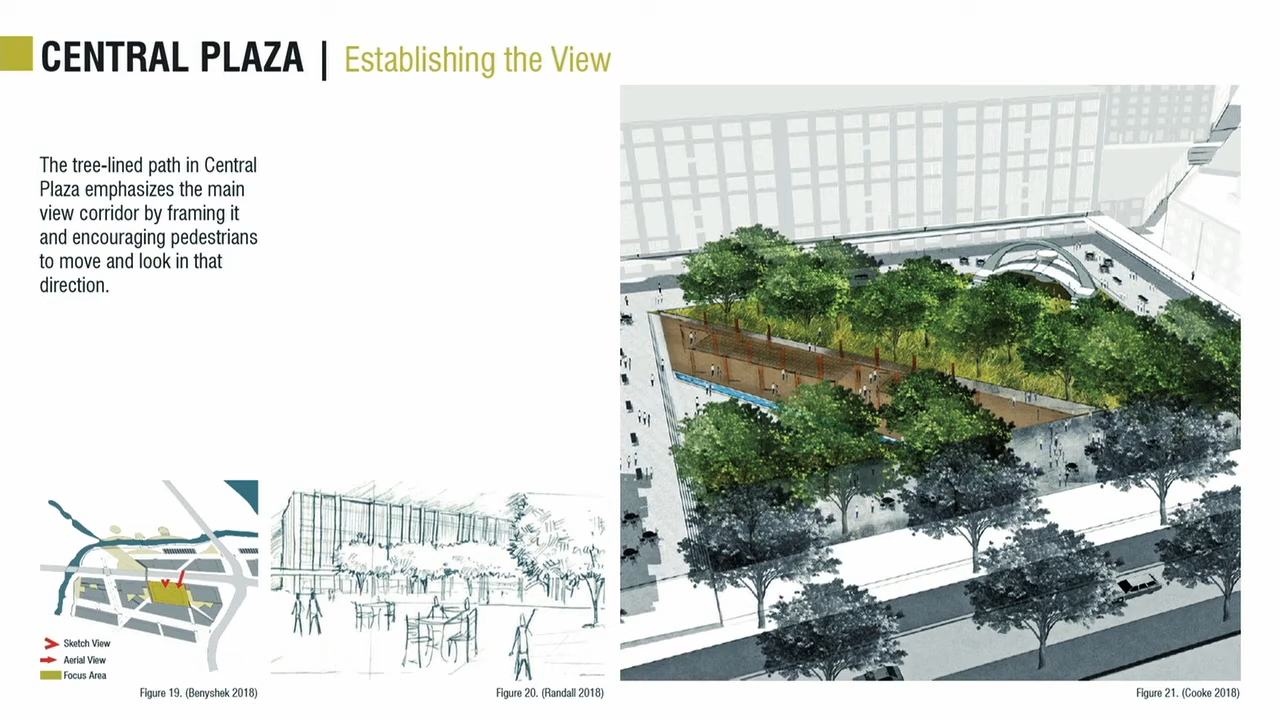 CENTRAL PLAZA | Establishing the View
The tree-lined path in Central
Plaza emphasizes the main
view corridor by framing it
and encouraging pedestrians
to move and look in that
direction.
Sketch View
Aerial View
Focus Area
Figure 19. (Benyshek 2018)
Figure 20. (Randall 2018)
Figure 21. (Cooke 2018)